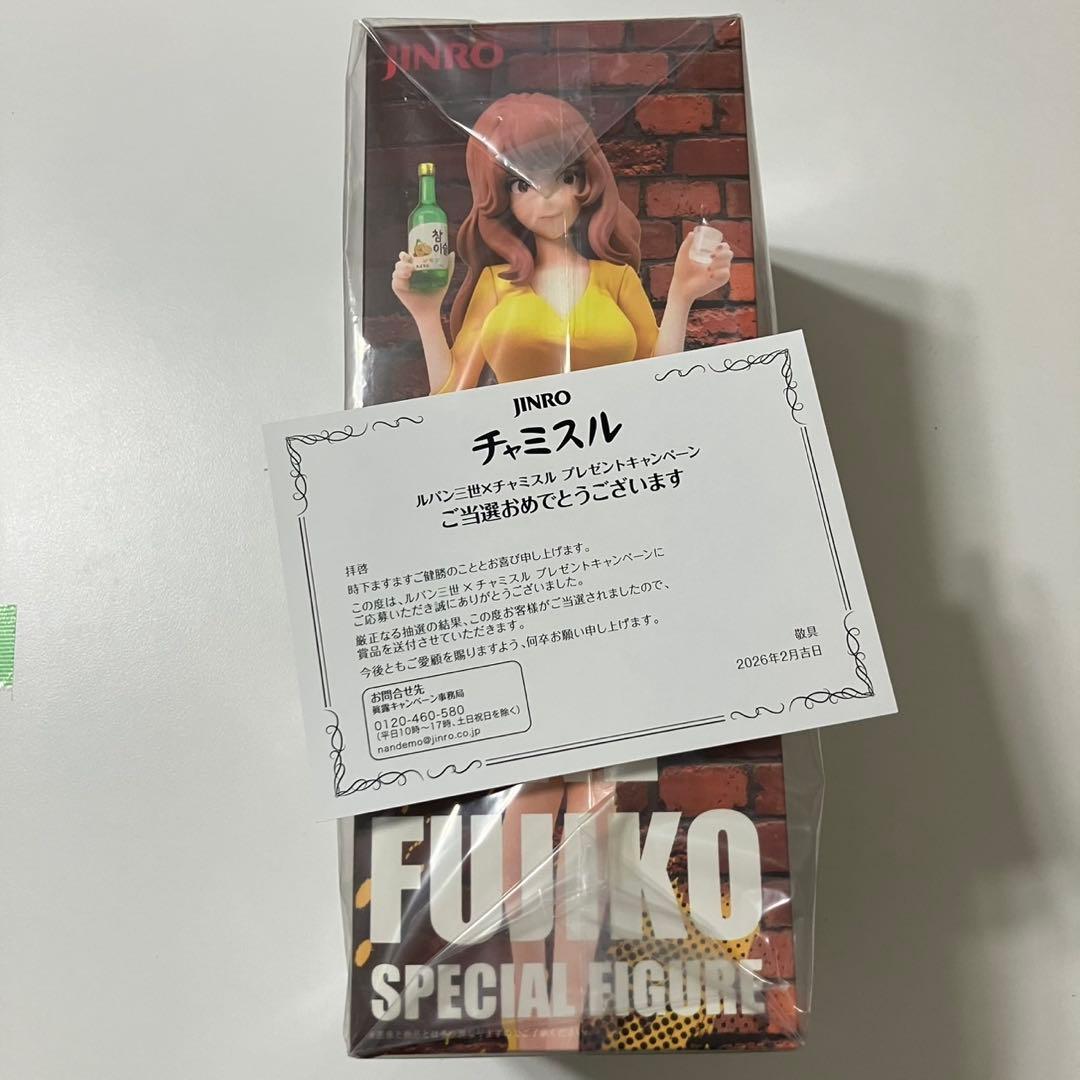 JINRO
참이슬
JINRO
チャミスル
ルパン三世×チャミスル プレゼントキャンペーン
ご当選おめでとうございます
拝啓
時下ますますご健勝のこととお喜び申し上げます。
この度は、ルパン三世 × チャミスル プレゼントキャンペーンに
ご応募いただき誠にありがとうございました。
厳正なる抽選の結果、この度お客様がご当選されましたので、
賞品を送付させていただきます。
今後ともご愛顧を賜りますよう、何卒お願い申し上げます。
敬具
2026年2月吉日
お問合せ先
眞露キャンペーン事務局
0120-460-580
(平日10時〜17時、土日祝日を除く)
nandemo@jinro.co.jp
FUJIKO
SPECIAL FIGURE